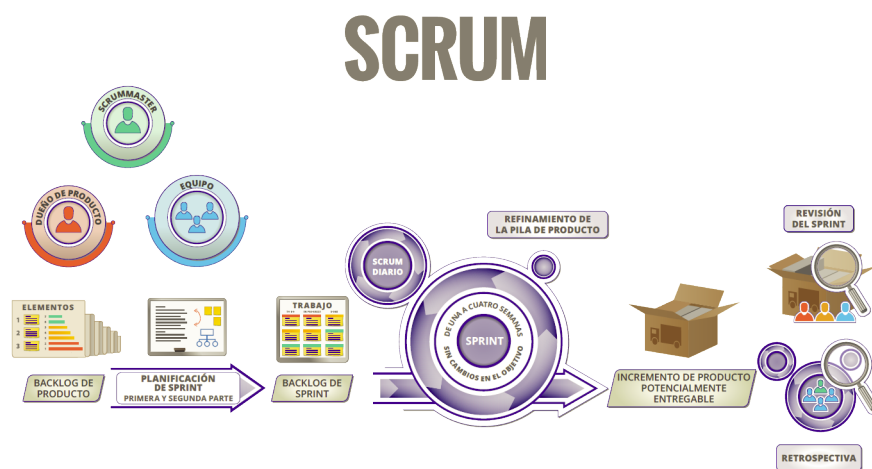 SCRUM
SCRUMMASTER
DUEÑO DE PRODUCTO
EQUIPO
REFINAMIENTO DE
LA PILA DE PRODUCTO
REVISIÓN
DEL SPRINT
SCRUM
DIARIO
ELEMENTOS
1
2
3
TRABAJO
DE UNA A CUATRO SEMANAS
SPRINT
SIN CAMBIOS EN EL OBJETIVO
BACKLOG DE
PRODUCTO
PLANIFICACIÓN
DE SPRINT
PRIMERA Y SEGUNDA PARTE
BACKLOG DE
SPRINT
INCREMENTO DE PRODUCTO
POTENCIALMENTE
ENTREGABLE
RETROSPECTIVA